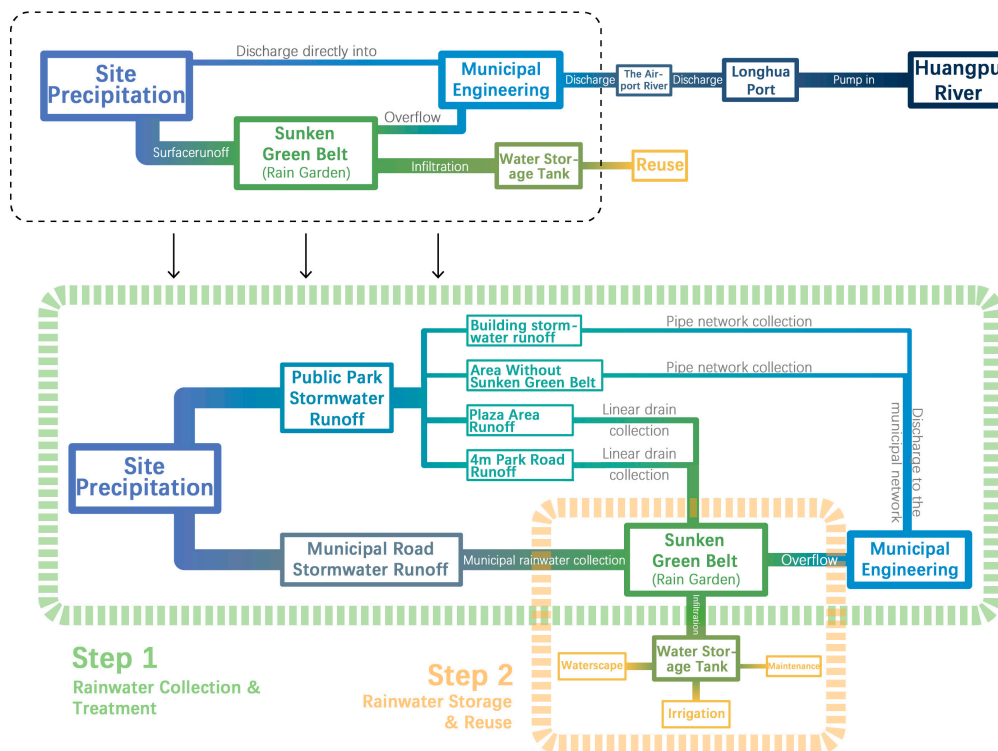 Discharge directly into
Site
Precipitation
Municipal
Engineering
Discharge
The Air-
port River
Discharge
Longhua
Port
Pump in
Huangpu
River
Overflow
Surfacerunoff
Sunken
Green Belt
(Rain Garden)
Infiltration
Water Stor-
age Tank
Reuse
Building storm-
water runoff
Pipe network collection
Area Without
Sunken Green Belt
Pipe network collection
Public Park
Stormwater
Runoff
Plaza Area
Runoff
Linear drain
collection
4m Park Road
Runoff
Linear drain
collection
Discharge to the
municipal network
Site
Precipitation
Municipal Road
Stormwater Runoff
Municipal rainwater collection
Sunken
Green Belt
(Rain Garden)
Overflow
Municipal
Engineering
Infiltration
Step 1
Rainwater Collection &
Treatment
Step 2
Rainwater Storage
& Reuse
Waterscape
Water Stor-
age Tank
Maintenance
Irrigation